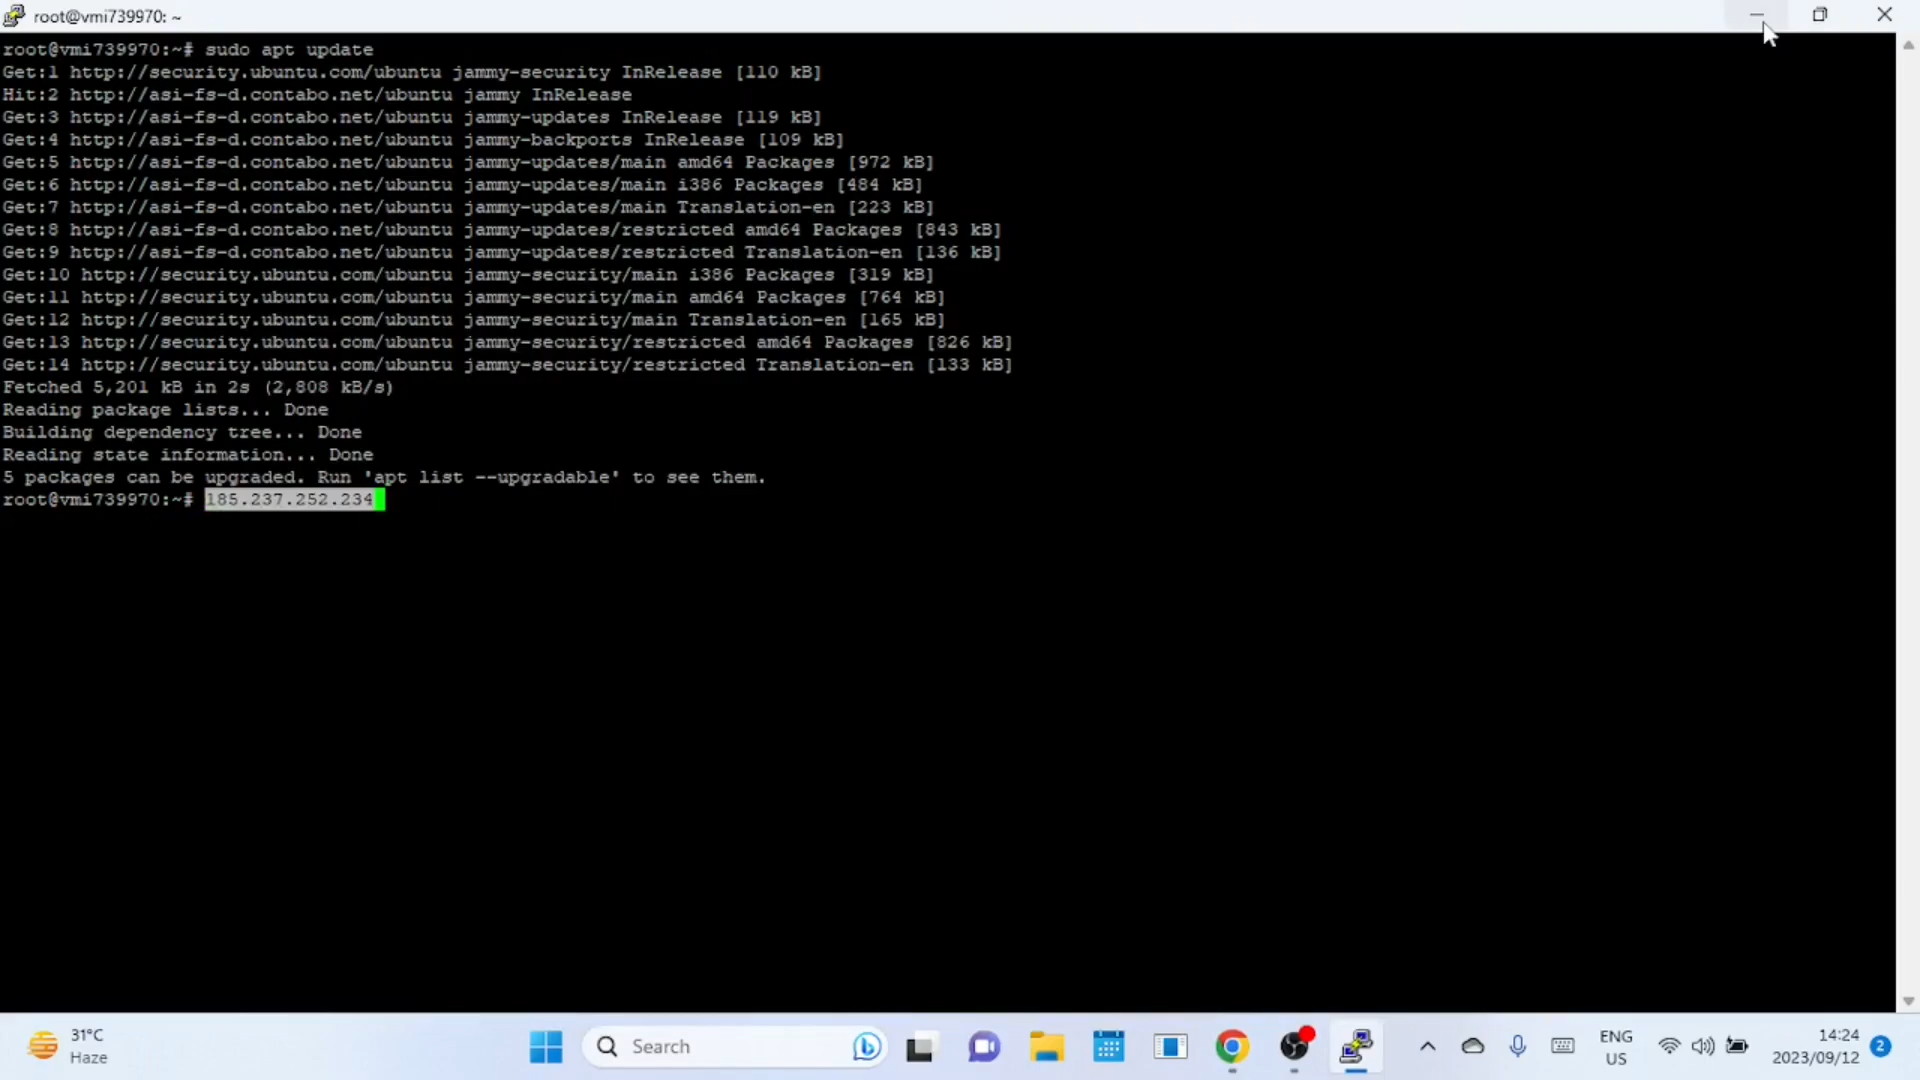 root@vmi739970: ~
root@vmi739970:~# sudo apt update
Get:1 http://security.ubuntu.com/ubuntu jammy-security InRelease [110 kB]
Hit:2 http://asi-fs-d.contabo.net/ubuntu jammy InRelease
Get:3 http://asi-fs-d.contabo.net/ubuntu jammy-updates InRelease [119 kB]
Get:4 http://asi-fs-d.contabo.net/ubuntu jammy-backports InRelease [109 kB]
Get:5 http://asi-fs-d.contabo.net/ubuntu jammy-updates/main amd64 Packages [972 kB]
Get:6 http://asi-fs-d.contabo.net/ubuntu jammy-updates/main i386 Packages [484 kB]
Get:7 http://asi-fs-d.contabo.net/ubuntu jammy-updates/main Translation-en [223 kB]
Get:8 http://asi-fs-d.contabo.net/ubuntu jammy-updates/restricted amd64 Packages [843 kB]
Get:9 http://asi-fs-d.contabo.net/ubuntu jammy-updates/restricted Translation-en [136 kB]
Get:10 http://security.ubuntu.com/ubuntu jammy-security/main i386 Packages [319 kB]
Get:11 http://security.ubuntu.com/ubuntu jammy-security/main amd64 Packages [764 kB]
Get:12 http://security.ubuntu.com/ubuntu jammy-security/main Translation-en [165 kB]
Get:13 http://security.ubuntu.com/ubuntu jammy-security/restricted amd64 Packages [826 kB]
Get:14 http://security.ubuntu.com/ubuntu jammy-security/restricted Translation-en [133 kB]
Fetched 5,201 kB in 2s (2,808 kB/s)
Reading package lists... Done
Building dependency tree... Done
Reading state information... Done
5 packages can be upgraded. Run 'apt list --upgradable' to see them.
root@vmi739970:~# 185.237.252.234
31°C
Haze
Search
ENG
US
14:24
2023/09/12
2